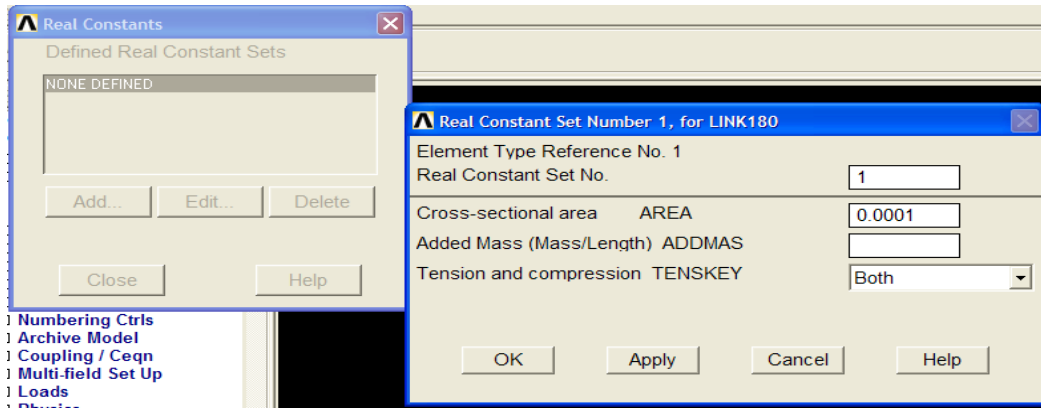 Real Constants
Defined Real Constant Sets
NONE DEFINED
Add... Edit... Delete
Close Help
Numbering Ctrls
Archive Model
Coupling / Ceqn
Multi-field Set Up
Loads
Physics
Real Constant Set Number 1, for LINK180
Element Type Reference No. 1
Real Constant Set No. 1
Cross-sectional area AREA 0.0001
Added Mass (Mass/Length) ADDMAS
Tension and compression TENSKEY Both
OK Apply Cancel Help